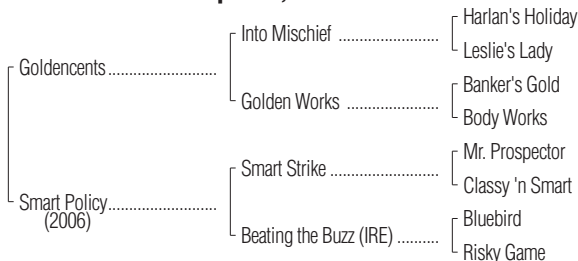 Harlan's Holiday
Into Mischief ....................
Leslie's Lady
Goldencents..........................
Banker's Gold
Golden Works ...................
Body Works
Mr. Prospector
Smart Strike ......................
Classy 'n Smart
Smart Policy..........................
(2006)
Bluebird
Beating the Buzz (IRE) ..........
Risky Game